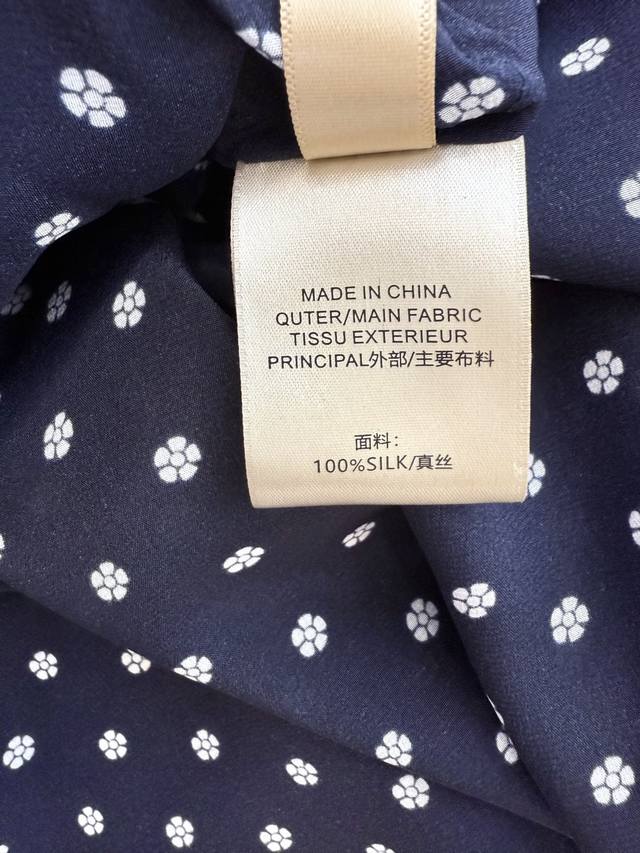 MADE IN CHINA
QUTER/MAIN FABRIC
TISSU EXTERIEUR
PRINCIPAL外部/主要布料
面料:
100%SILK/真丝